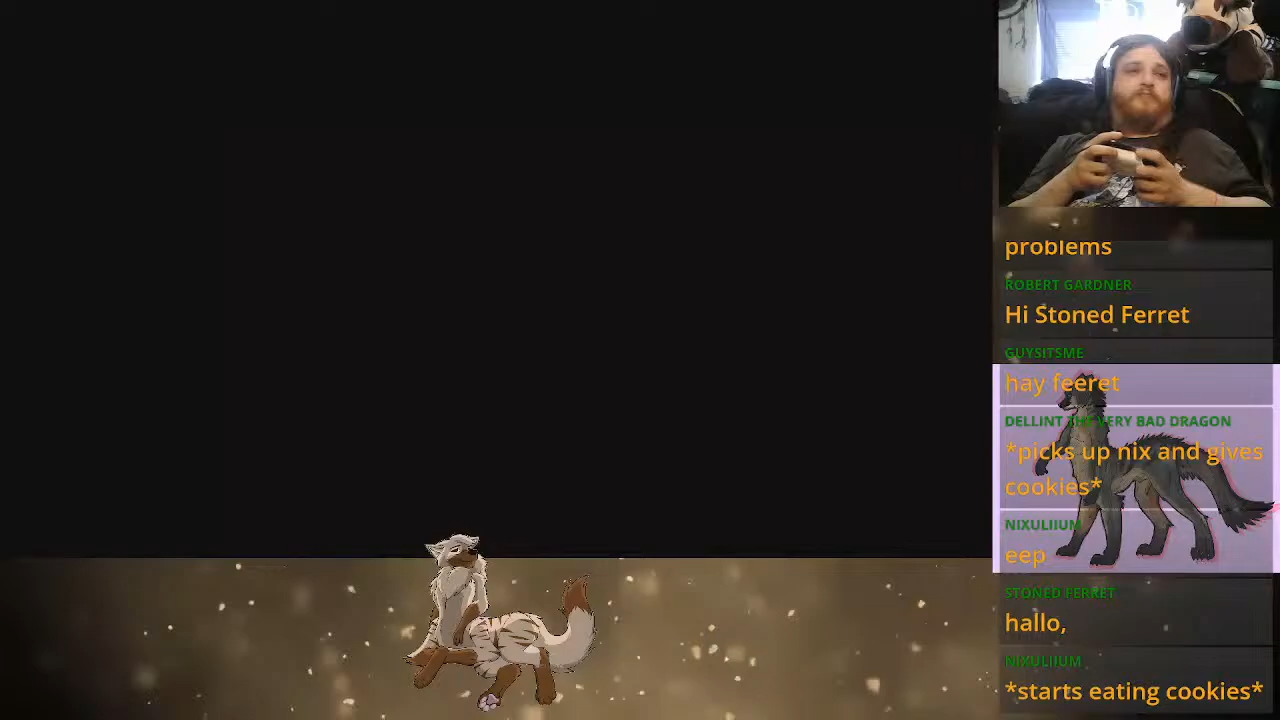 problems
ROBERT GARDNER
Hi Stoned Ferret
GUYSITSME
hay feeret
DELLINT THE VERY BAD DRAGON
*picks up nix and gives
cookies*
NIXULIIUM
eep
STONED FERRET
hallo,
NIXULIIUM
*starts eating cookies*